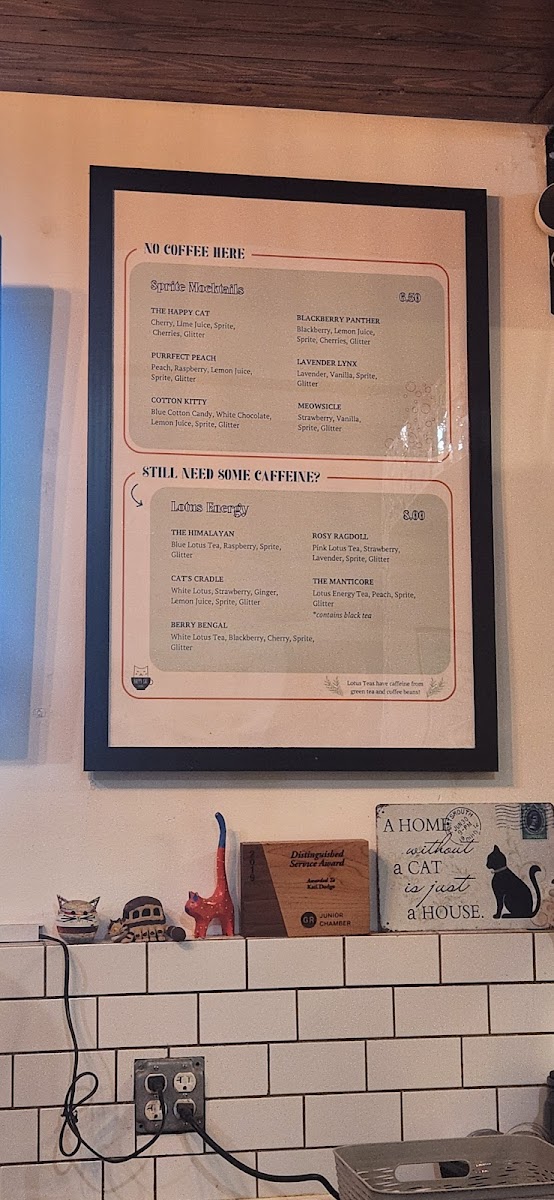 NO COFFEE HERE
Sprite Mocktails
6.50
THE HAPPY CAT
Cherry, Lime Juice, Sprite,
Cherries, Glitter
PURRFECT PEACH
Peach, Raspberry, Lemon Juice,
Sprite, Glitter
COTTON KITTY
Blue Cotton Candy, White Chocolate,
Lemon Juice, Sprite, Glitter
BLACKBERRY PANTHER
Blackberry, Lemon Juice,
Sprite, Cherries, Glitter
LAVENDER LYNX
Lavender, Vanilla, Sprite,
Glitter
MEOWSICLE
Strawberry, Vanilla,
Sprite, Glitter
STILL NEED SOME CAFFEINE?
Lotus Energy
8.00
THE HIMALAYAN
Blue Lotus Tea, Raspberry, Sprite,
Glitter
CAT'S CRADLE
White Lotus, Strawberry, Ginger,
Lemon Juice, Sprite, Glitter
BERRY BENGAL
White Lotus Tea, Blackberry, Cherry, Sprite,
Glitter
ROSY RAGDOLL
Pink Lotus Tea, Strawberry,
Lavender, Sprite, Glitter
THE MANTICORE
Lotus Energy Tea, Peach, Sprite,
Glitter
*contains black tea
HAPPY CAT
Lotus Teas have caffeine from
green tea and coffee beans!
2019
Distinguished
Service Award
Awarded To
GR JUNIOR
CHAMBER
A HOME
without
a CAT
is just
a HOUSE.